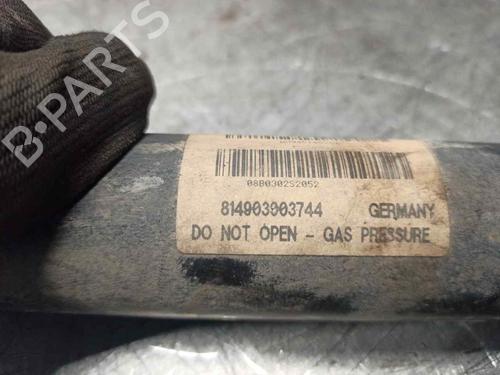 B-PARTS
08B0302S2052
814903003744 GERMANY
DO NOT OPEN - GAS PRESSURE